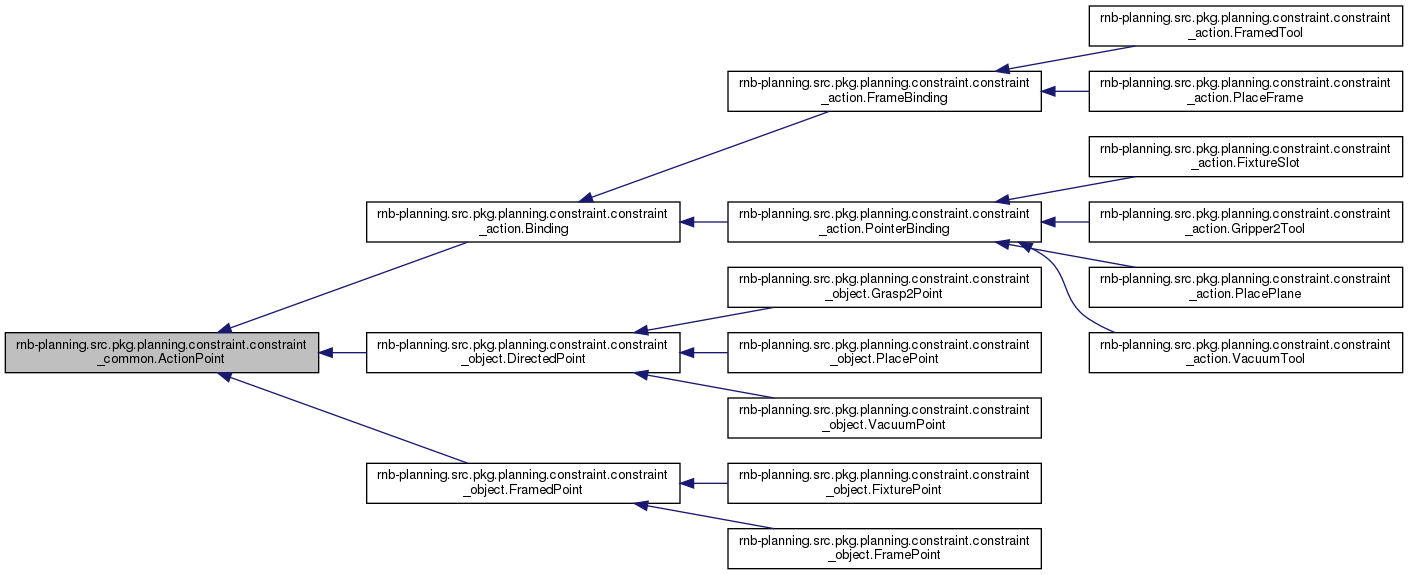 rnb-planning.src.pkg.planning.constraint.constraint
_action.FramedTool
rnb-planning.src.pkg.planning.constraint.constraint
_action.FrameBinding
rnb-planning.src.pkg.planning.constraint.constraint
_action.PlaceFrame
rnb-planning.src.pkg.planning.constraint.constraint
_action.FixtureSlot
rnb-planning.src.pkg.planning.constraint.constraint
_action.Binding
rnb-planning.src.pkg.planning.constraint.constraint
_action.PointerBinding
rnb-planning.src.pkg.planning.constraint.constraint
_action.Gripper2Tool
rnb-planning.src.pkg.planning.constraint.constraint
_object.Grasp2Point
rnb-planning.src.pkg.planning.constraint.constraint
_action.PlacePlane
rnb-planning.src.pkg.planning.constraint.constraint
_common.ActionPoint
rnb-planning.src.pkg.planning.constraint.constraint
_object.DirectedPoint
rnb-planning.src.pkg.planning.constraint.constraint
_object.PlacePoint
rnb-planning.src.pkg.planning.constraint.constraint
_action.VacuumTool
rnb-planning.src.pkg.planning.constraint.constraint
_object.VacuumPoint
rnb-planning.src.pkg.planning.constraint.constraint
_object.FramedPoint
rnb-planning.src.pkg.planning.constraint.constraint
_object.FixturePoint
rnb-planning.src.pkg.planning.constraint.constraint
_object.FramePoint